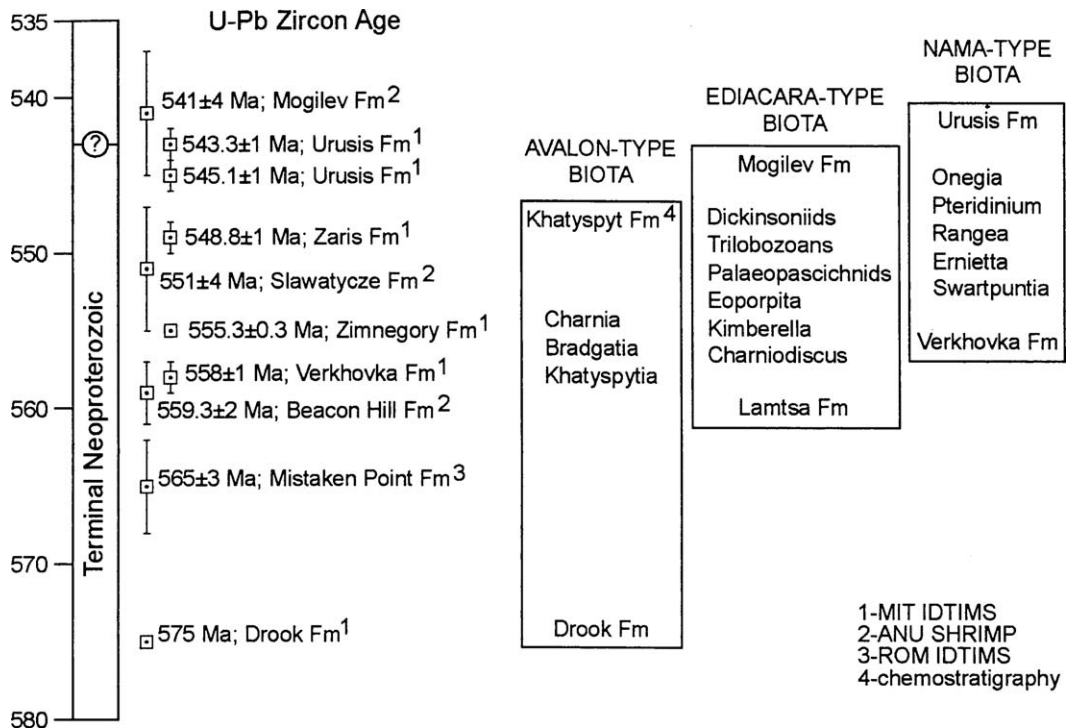 U-Pb Zircon Age
535
540
550
560
570
580
?
Terminal Neoproterozoic
541±4 Ma; Mogilev Fm2
543.3±1 Ma; Urusis Fm1
545.1±1 Ma; Urusis Fm1
548.8±1 Ma; Zaris Fm1
551±4 Ma; Slawatycze Fm2
555.3±0.3 Ma; Zimnegory Fm1
558±1 Ma; Verkhovka Fm1
559.3±2 Ma; Beacon Hill Fm2
565±3 Ma; Mistaken Point Fm3
575 Ma; Drook Fm1
AVALON-TYPE
BIOTA
Khatyspyt Fm4
Charnia
Bradgatia
Khatyspytia
Drook Fm
EDIACARA-TYPE
BIOTA
Mogilev Fm
Dickinsoniids
Trilobozoans
Palaeopascichnids
Eoporpita
Kimberella
Charniodiscus
Lamtsa Fm
NAMA-TYPE
BIOTA
Urusis Fm
Onegia
Pteridinium
Rangea
Ernietta
Swartpuntia
Verkhovka Fm
1-MIT IDTIMS
2-ANU SHRIMP
3-ROM IDTIMS
4-chemostratigraphy